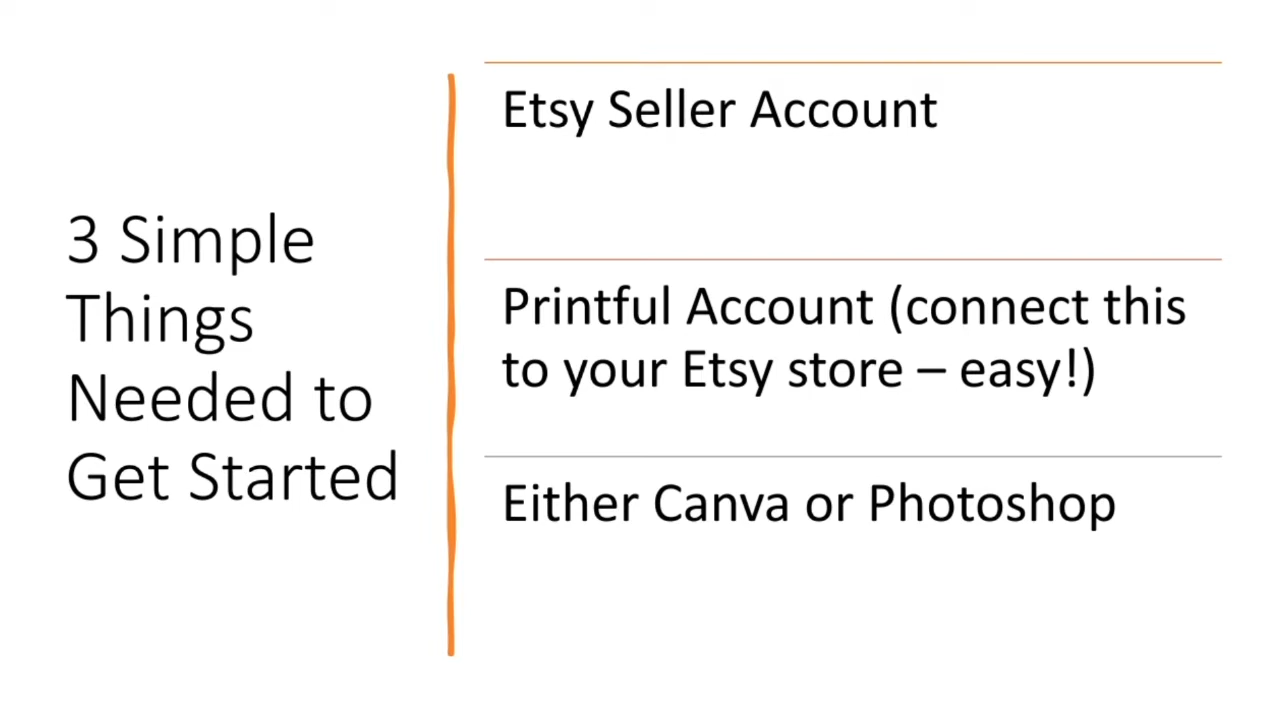 3 Simple
Things
Needed to
Get Started
Etsy Seller Account
Printful Account (connect this
to your Etsy store – easy!)
Either Canva or Photoshop